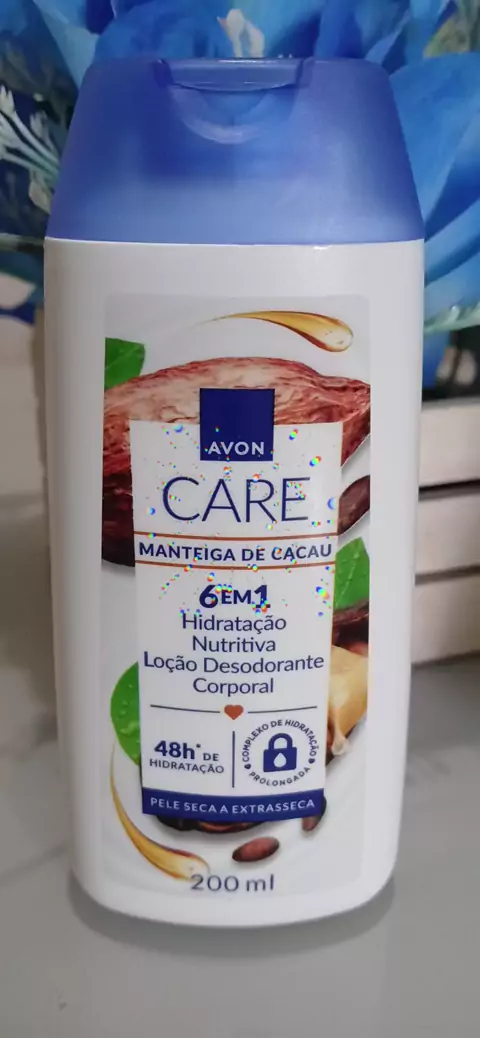 AVON
CARE
MANTEIGA DE CACAU
6EM1
Hidratação
Nutritiva
Loção Desodorante
Corporal
48h* DE
HIDRATAÇÃO
COMPLEXO DE HIDRATAÇÃO
PROLONGADA
PELE SECA A EXTRASSECA
200 ml